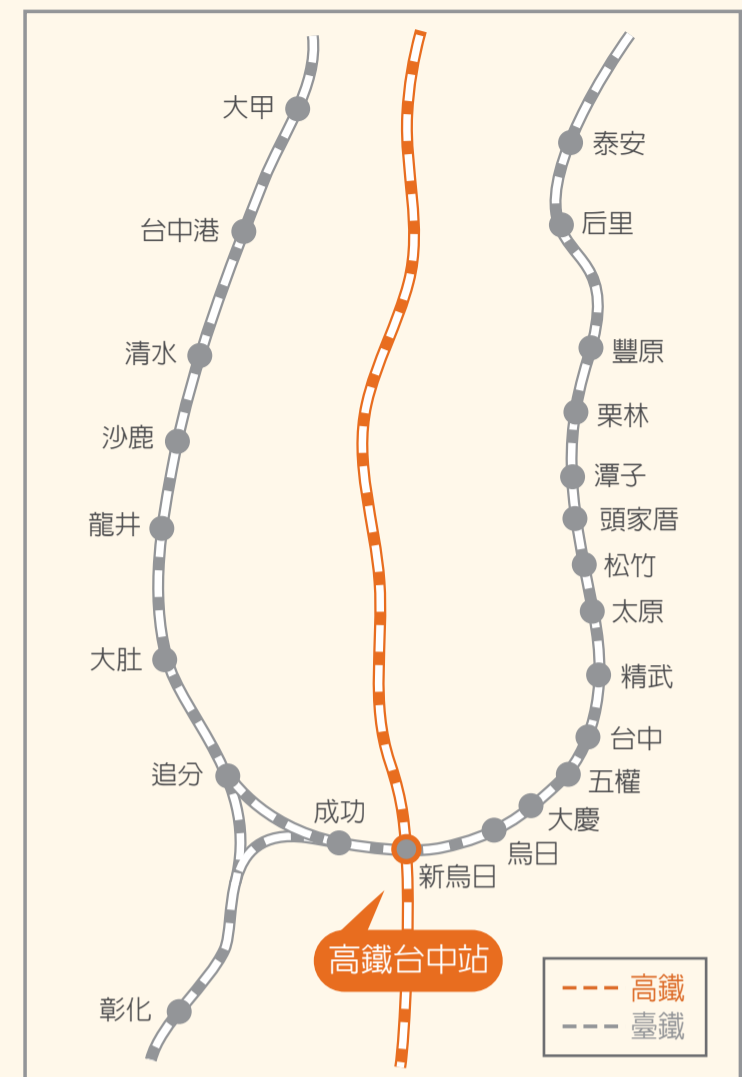 大甲
台中港
清水
沙鹿
龍井
大肚
追分
成功
彰化
泰安
后里
豐原
栗林
潭子
頭家厝
松竹
太原
精武
台中
五權
大慶
烏日
新烏日
高鐵台中站
高鐵
臺鐵